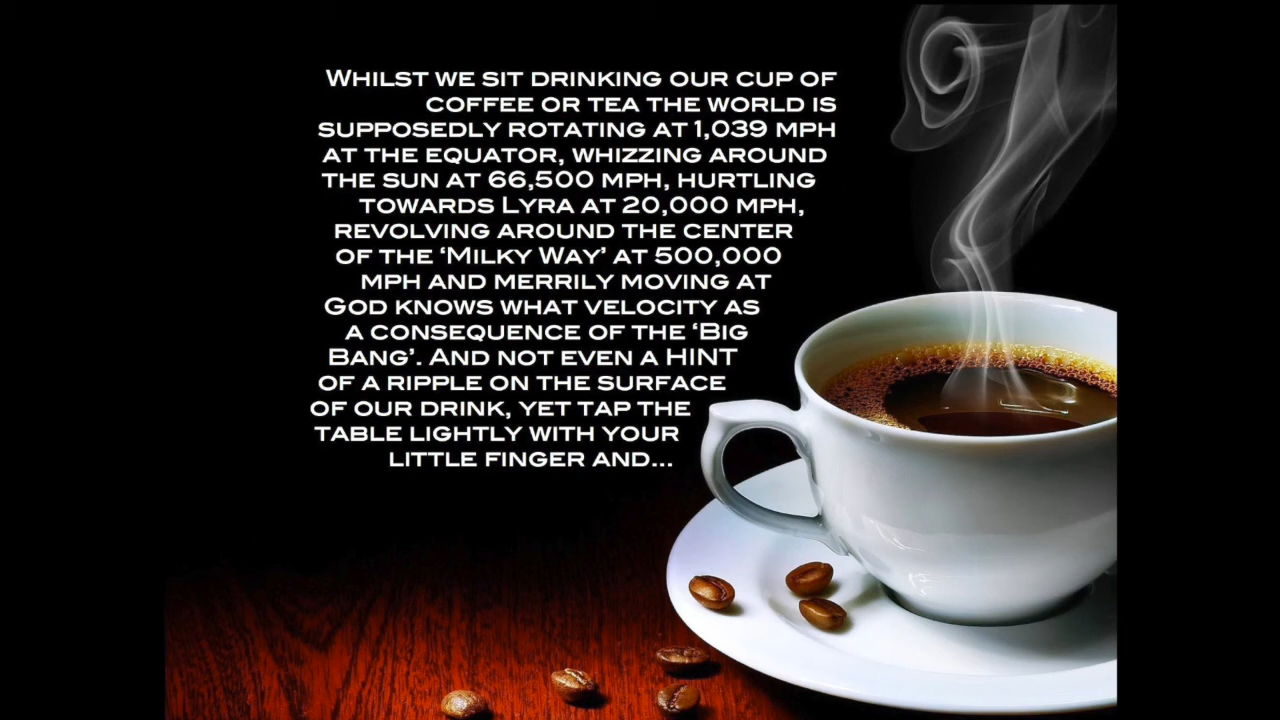 Whilst we sit drinking our cup of
coffee or tea the world is
supposedly rotating at 1,039 mph
at the equator, whizzing around
the sun at 66,500 mph, hurtling
towards Lyra at 20,000 mph,
revolving around the center
of the ‘Milky Way’ at 500,000
mph and merrily moving at
God knows what velocity as
a consequence of the ‘Big
Bang’. And not even a HINT
of a ripple on the surface
of our drink, yet tap the
table lightly with your
little finger and...